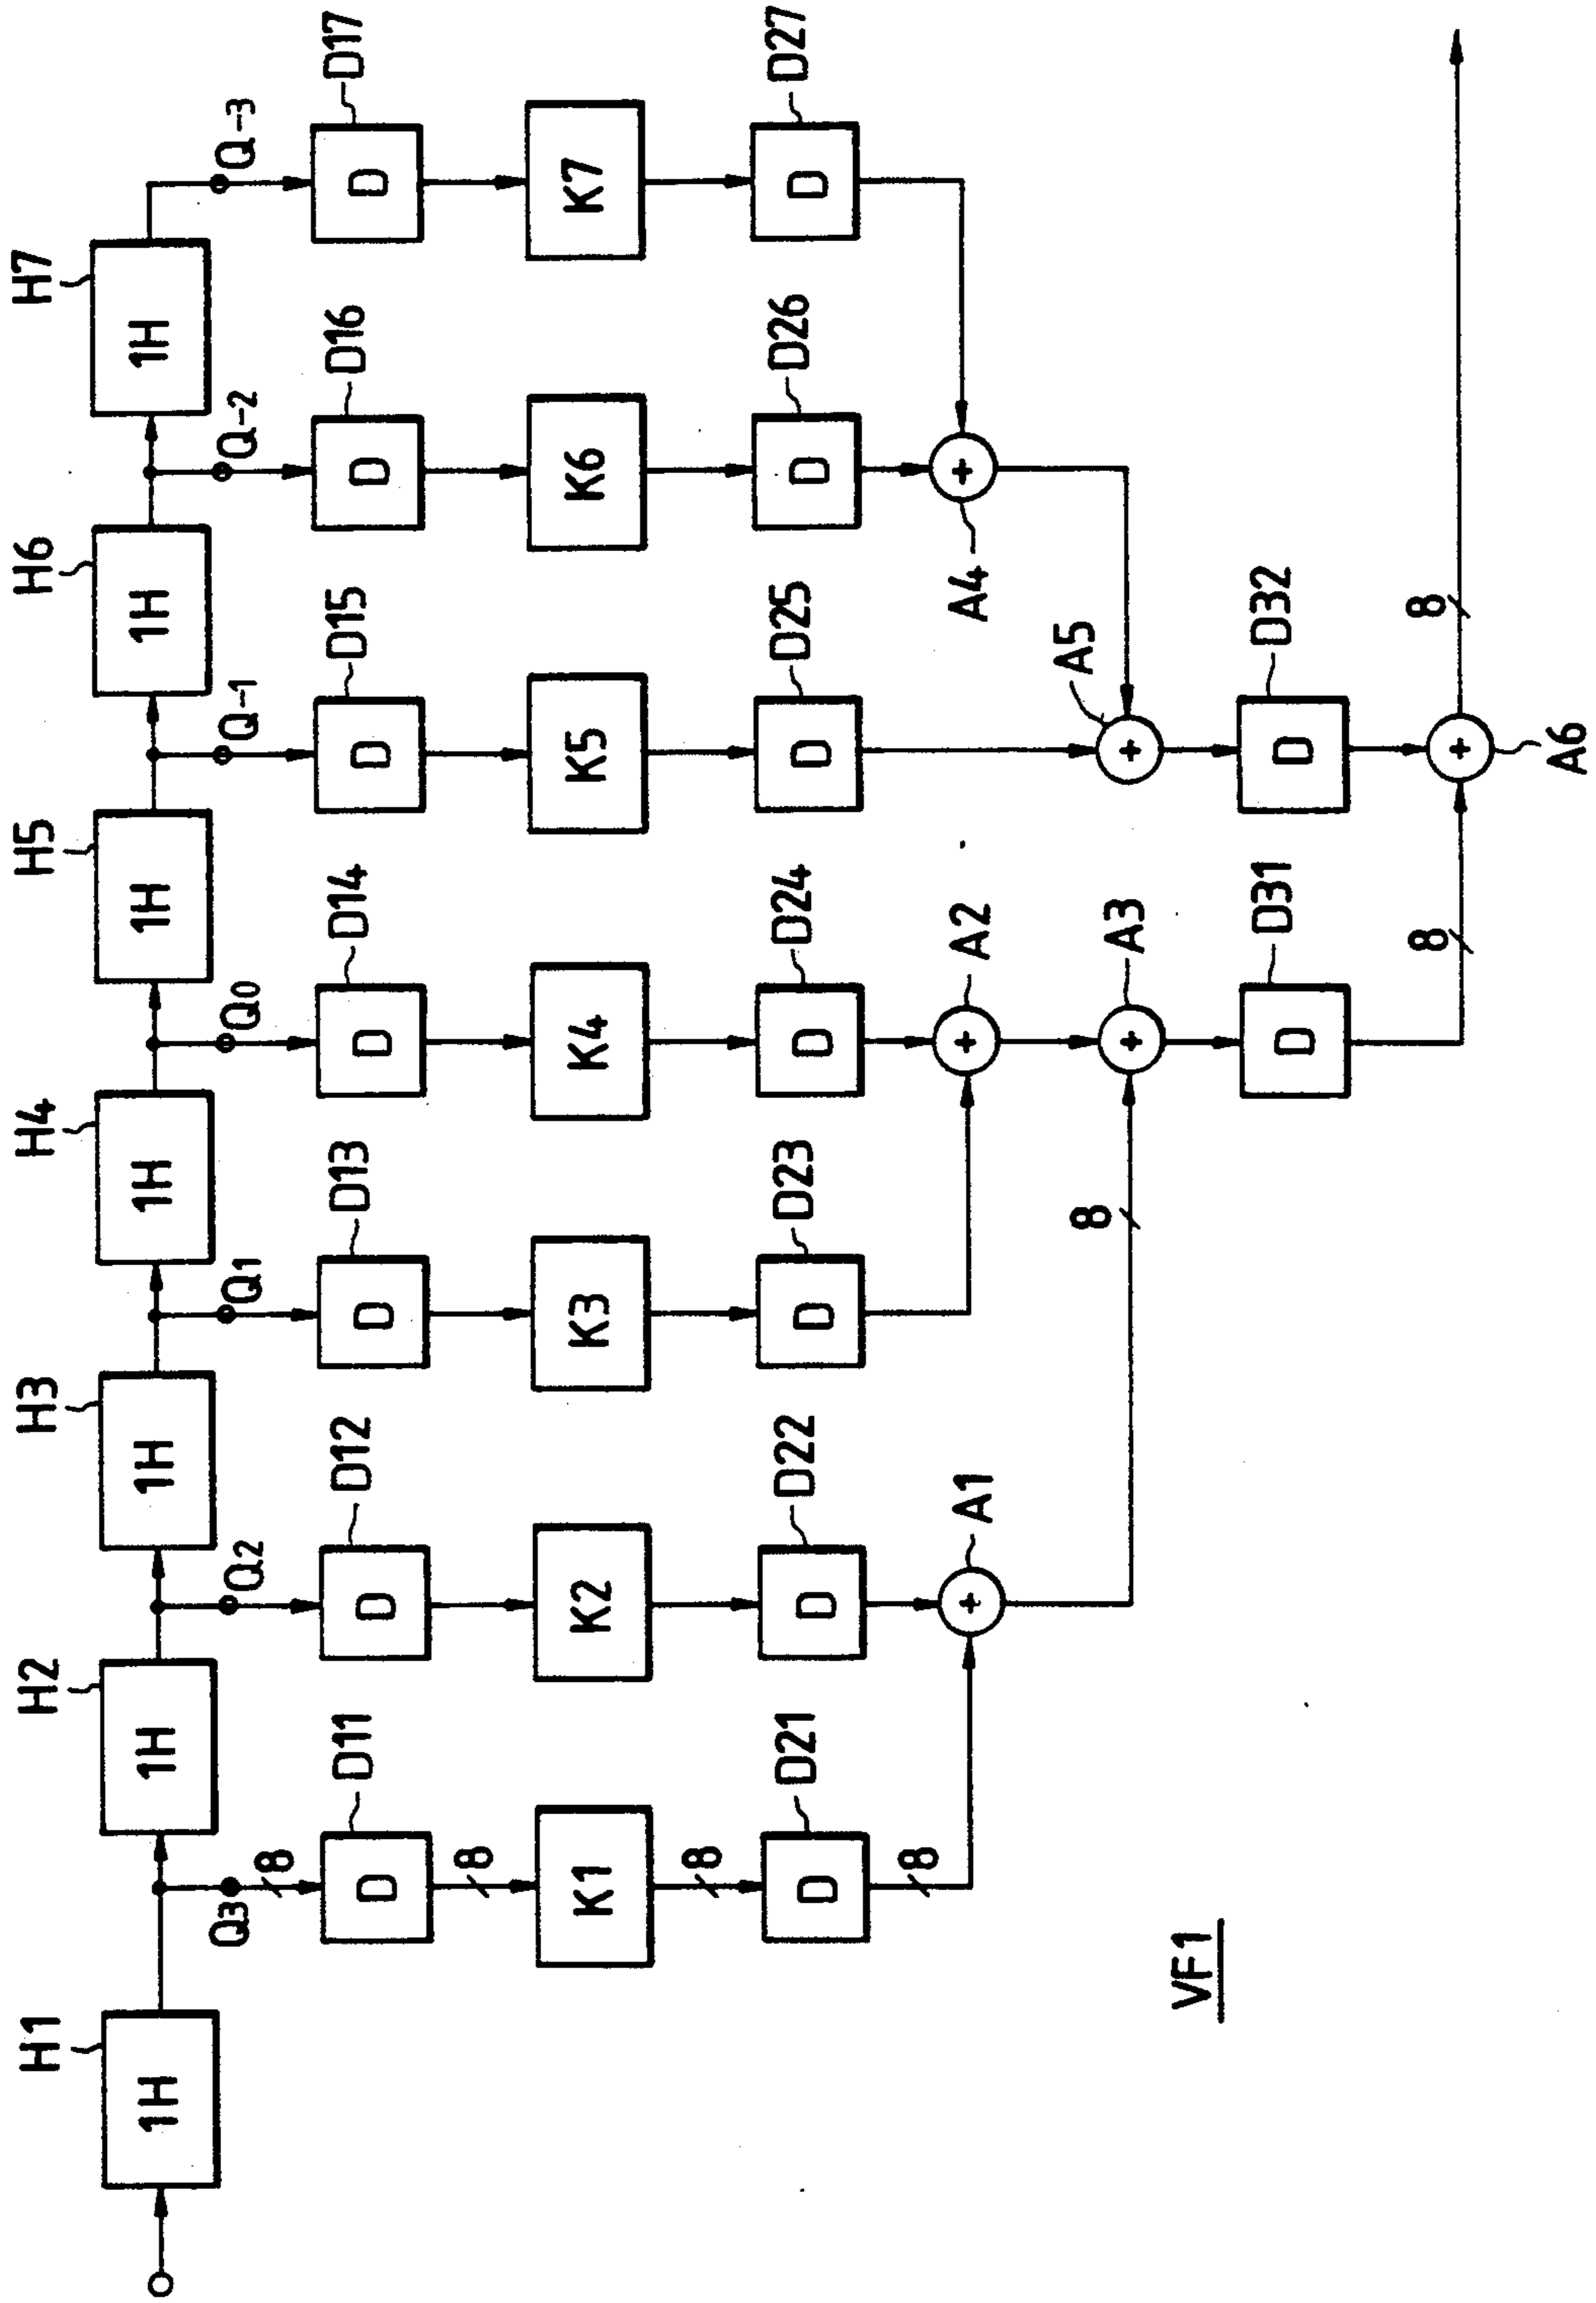 H1 H2 H3 H4 H5 H6 H7
1H 1H 1H 1H 1H 1H 1H
Q3 Q2 Q1 Q0 Q-1 Q-2 Q-3
8
D11 D12 D13 D14 D15 D16 D17
D D D D D D D
8
K1 K2 K3 K4 K5 K6 K7
8
D21 D22 D23 D24 D25 D26 D27
D D D D D D D
8
+ A1 + A2 A4 +
8 + A3 A5 +
D31 D32
D D
8 + 8
A6
VF1